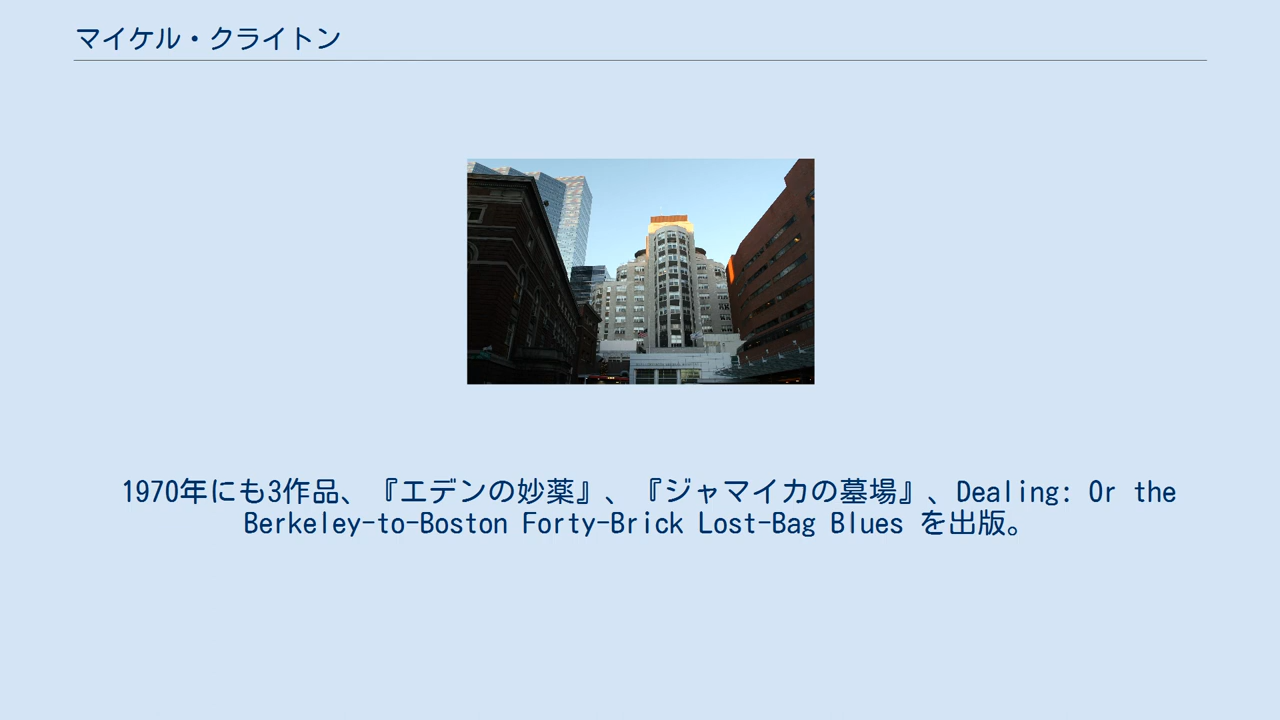 マイケル・クライトン
1970年にも3作品、『エデンの妙薬』、『ジャマイカの墓場』、Dealing: Or the
Berkeley-to-Boston Forty-Brick Lost-Bag Blues を出版。